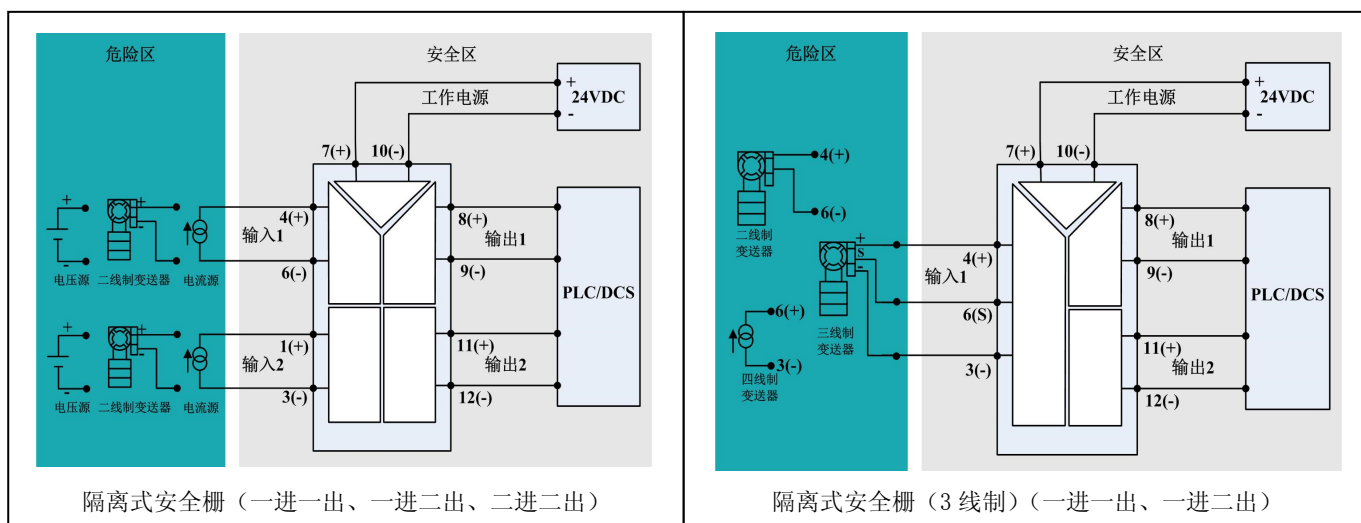 危险区
安全区
+
工作电源
24VDC
-
7(+)
10(-)
+
+
4(+)
8(+)
输入1
输出1
-
-
6(-)
9(-)
电压源
二线制变送器
电流源
PLC/DCS
+
+
1(+)
11(+)
输入2
输出2
-
-
3(-)
12(-)
电压源
二线制变送器
电流源
隔离式安全栅（一进一出、一进二出、二进二出）
危险区
安全区
+
工作电源
24VDC
-
7(+)
10(-)
4(+)
6(-)
二线制
变送器
8(+)
输出1
9(-)
+
S
-
4(+)
输入1
6(S)
3(-)
三线制
变送器
PLC/DCS
6(+)
3(-)
四线制
变送器
11(+)
输出2
12(-)
隔离式安全栅（3 线制）（一进一出、一进二出）